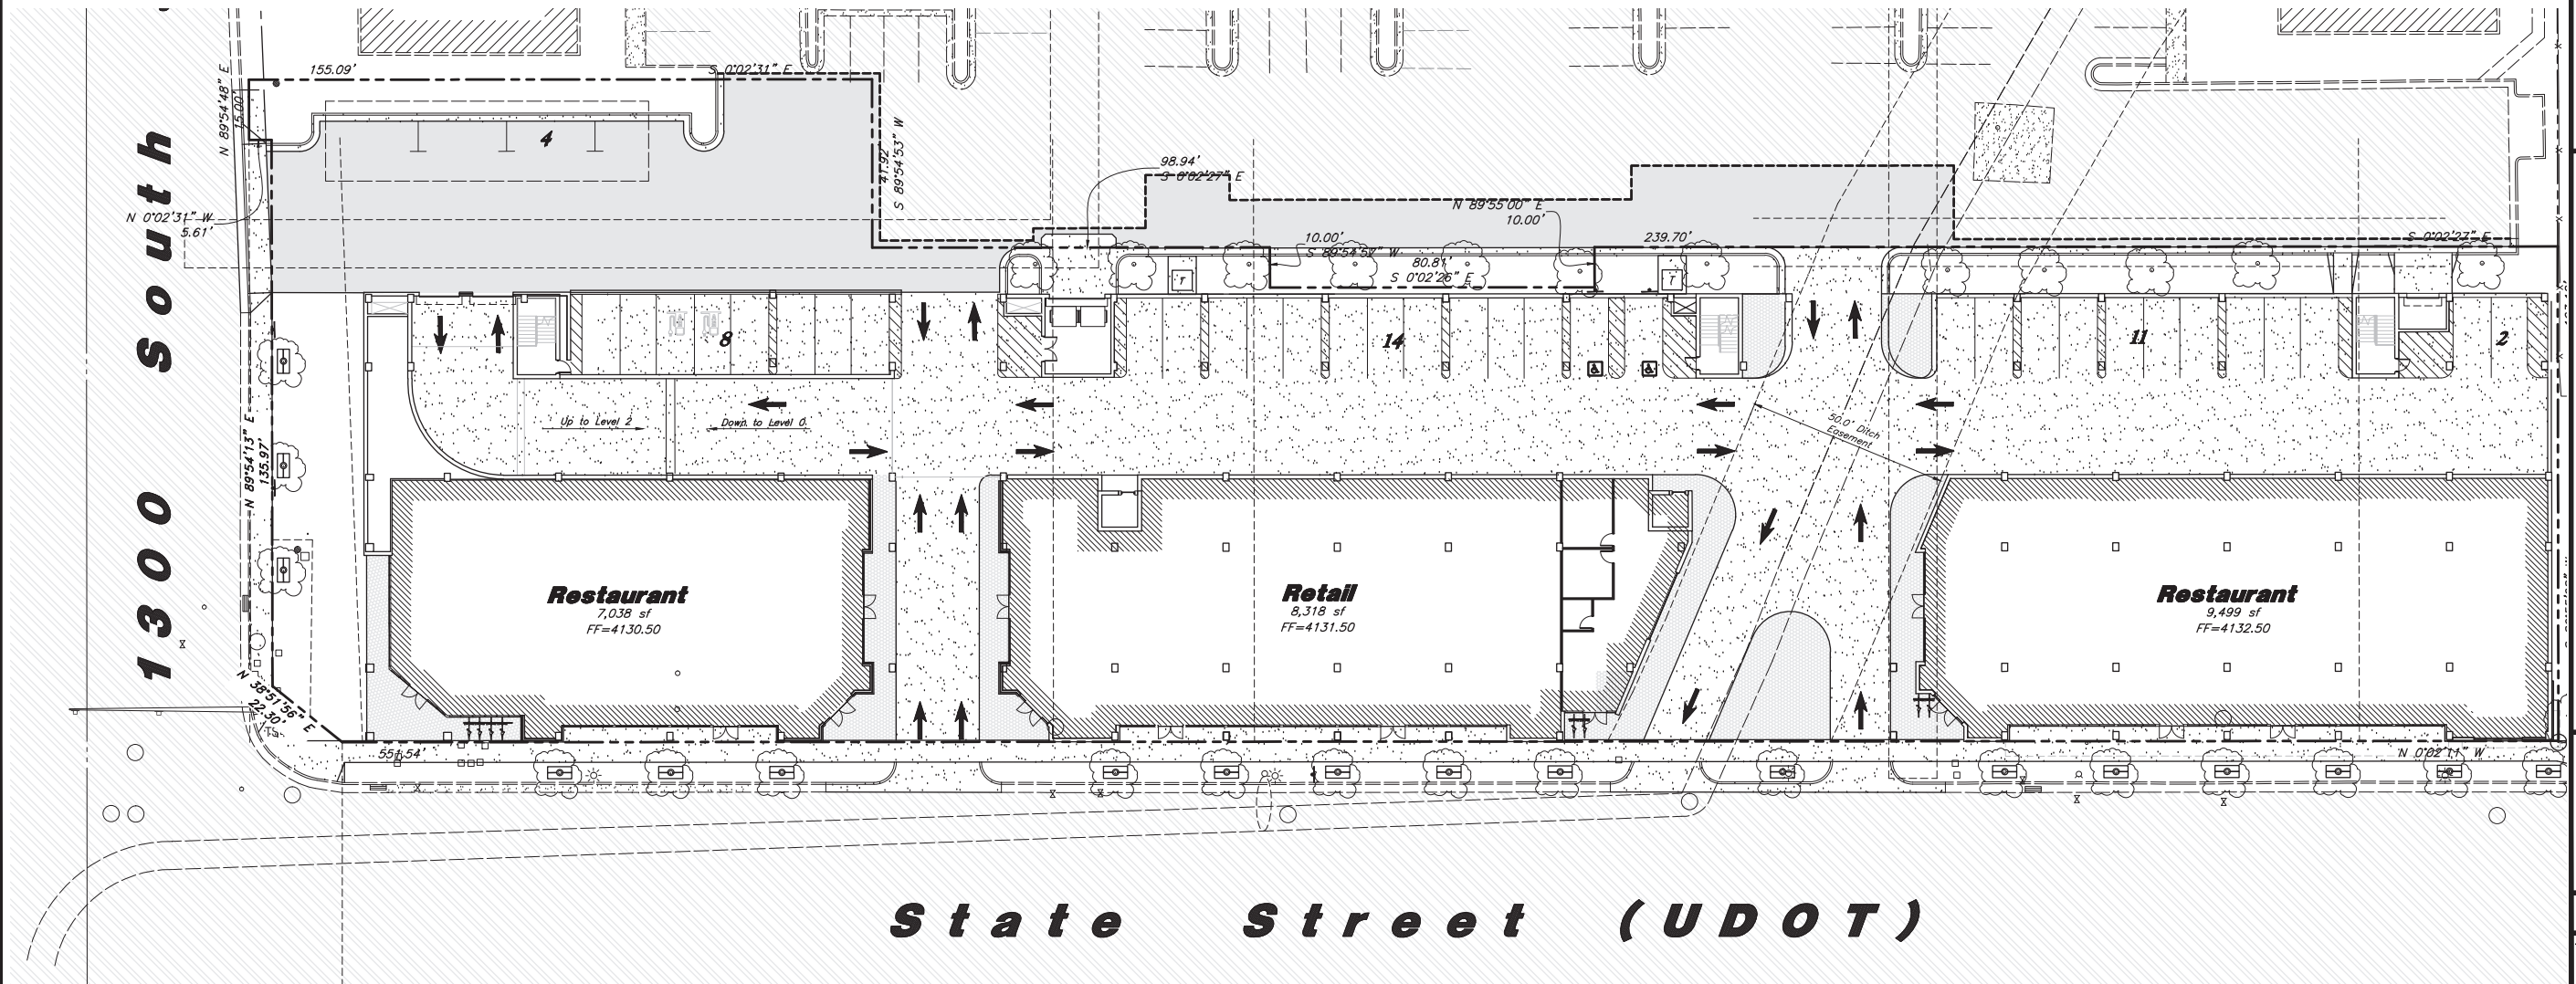 155.09'
S 0°02'31" E
N 89°54'48" E
15.00'
4
41.92'
S 89°54'53" W
98.94'
S 0°02'27" E
N 0°02'31" W
5.61'
N 89°55'00" E
10.00'
10.00'
S 89°54'52" W
80.81'
S 0°02'26" E
239.70'
S 0°02'27" E
T
T
8
14
11
2
1300 South
Up to Level 2
Down to Level 0
50.0' Ditch
Easement
N 89°54'13" E
135.97'
Restaurant
7,038 sf
FF=4130.50
Retail
8,318 sf
FF=4131.50
Restaurant
9,499 sf
FF=4132.50
N 38°51'56" E
22.30'
551.54'
N 0°02'11" W
State Street (UDOT)